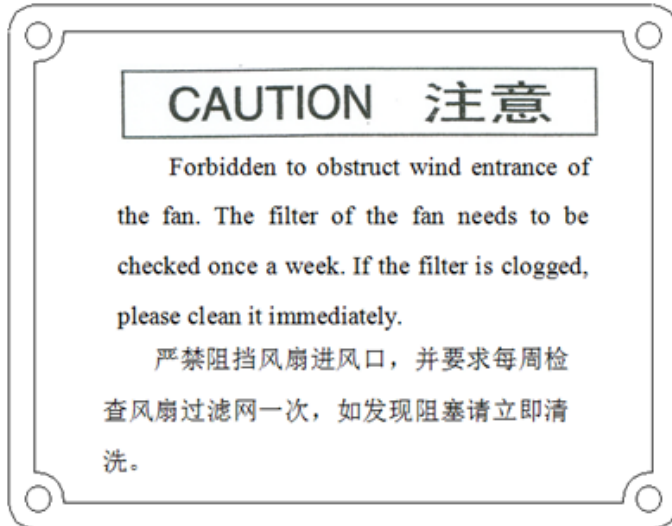 CAUTION 注意
Forbidden to obstruct wind entrance of
the fan. The filter of the fan needs to be
checked once a week. If the filter is clogged,
please clean it immediately.
严禁阻挡风扇进风口，并要求每周检
查风扇过滤网一次，如发现阻塞请立即清
洗。